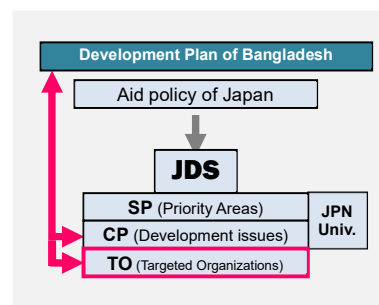 Development Plan of Bangladesh
Aid policy of Japan
JDS
SP (Priority Areas)
CP (Development issues)
TO (Targeted Organizations)
JPN
Univ.